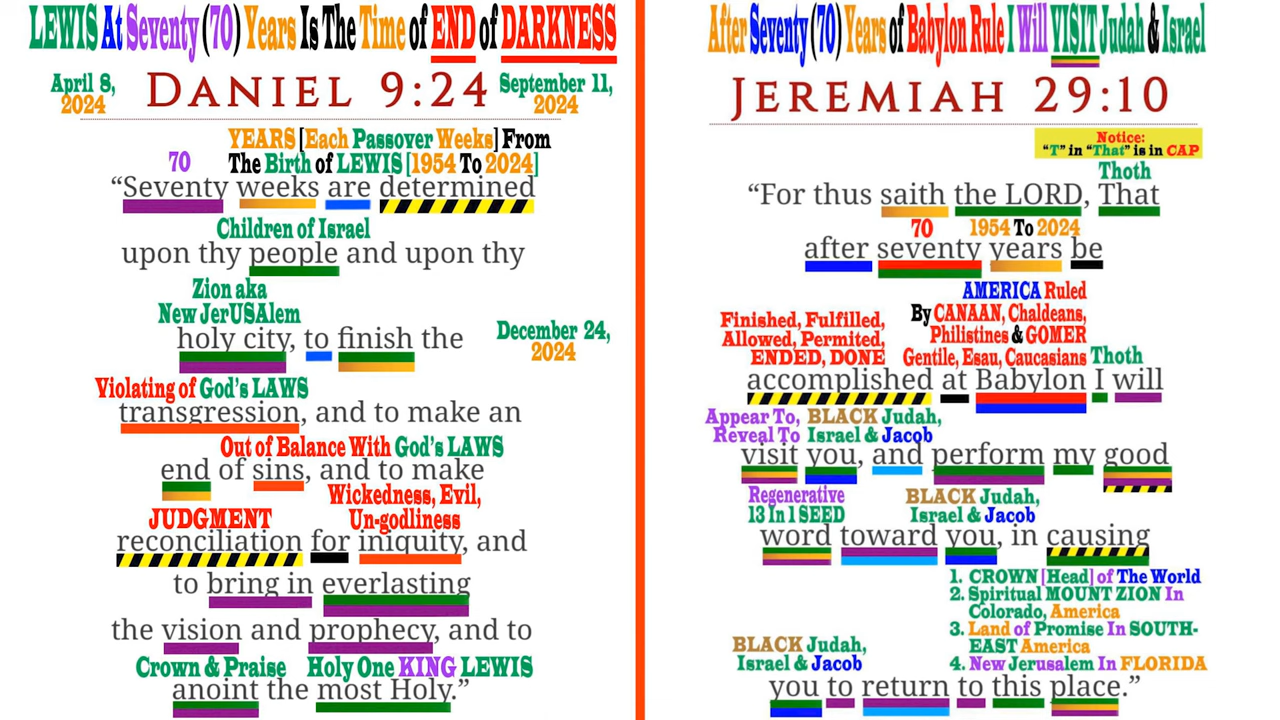 LEWIS At Seventy (70) Years Is The Time of END of DARKNESS
April 8,
2024
DANIEL 9:24
September 11,
2024
YEARS [Each Passover Weeks] From
70
The Birth of LEWIS [1954 To 2024]
“Seventy weeks are determined
Children of Israel
upon thy people and upon thy
Zion aka
New JerUSAlem
holy city, to finish the
December 24,
2024
Violating of God's LAWS
transgression, and to make an
Out of Balance With God's LAWS
end of sins, and to make
Wickedness, Evil,
Un-godliness
JUDGMENT
reconciliation for iniquity, and
to bring in everlasting
the vision and prophecy, and to
Crown & Praise
Holy One KING LEWIS
anoint the most Holy.”
After Seventy (70) Years of Babylon Rule I Will VISIT Judah & Israel
JEREMIAH 29:10
Notice:
“T” in “That” is in CAP
Thoth
“For thus saith the LORD, That
70
1954 To 2024
after seventy years be
AMERICA Ruled
By CANAAN, Chaldeans,
Philistines & GOMER
Gentile, Esau, Caucasians
Finished, Fulfilled,
Allowed, Permitted,
ENDED, DONE
Thoth
accomplished at Babylon I will
Appear To,
Reveal To
BLACK Judah,
Israel & Jacob
visit you, and perform my good
Regenerative
13 In 1 SEED
BLACK Judah,
Israel & Jacob
word toward you, in causing
1. CROWN [Head] of The World
2. Spiritual MOUNT ZION In
Colorado, America
3. Land of Promise In SOUTH-
EAST America
4. New Jerusalem In FLORIDA
BLACK Judah,
Israel & Jacob
you to return to this place.”